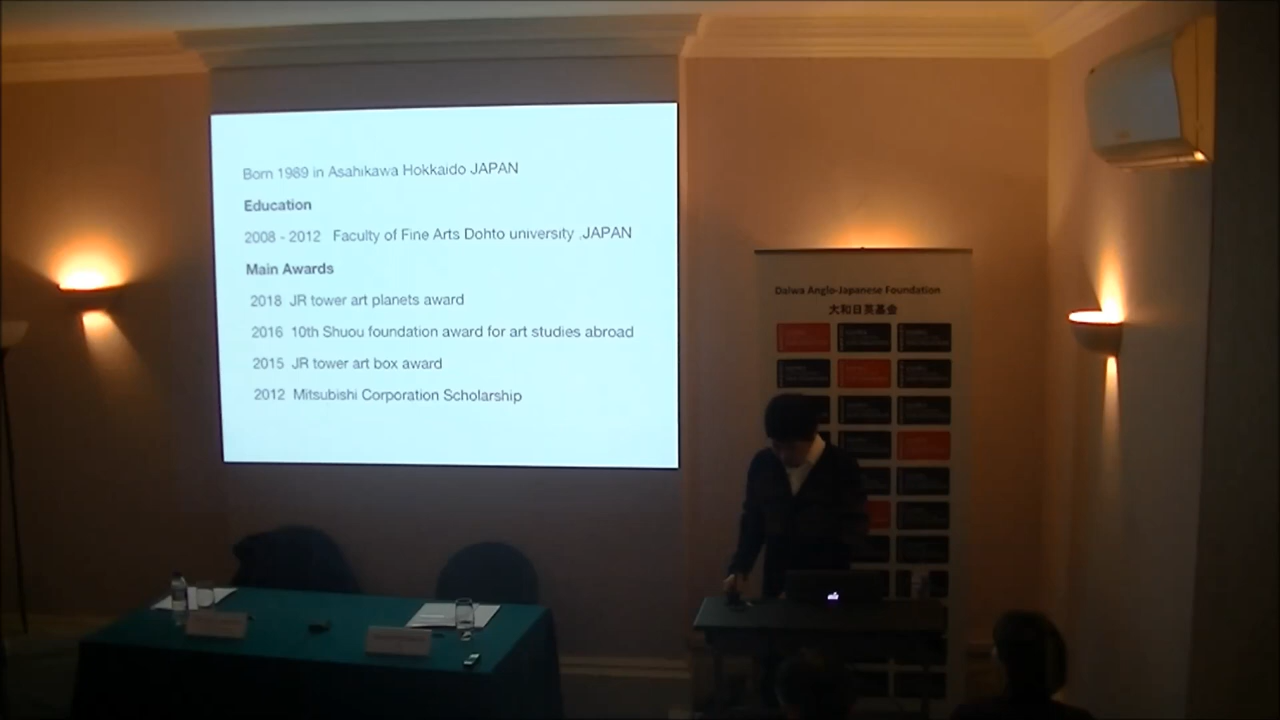 Born 1989 in Asahikawa Hokkaido JAPAN
Education
2008 - 2012 Faculty of Fine Arts Dohto university .JAPAN
Main Awards
2018 JR tower art planets award
2016 10th Shuou foundation award for art studies abroad
2015 JR tower art box award
2012 Mitsubishi Corporation Scholarship
Daiwa Anglo-Japanese Foundation
大和日英基金